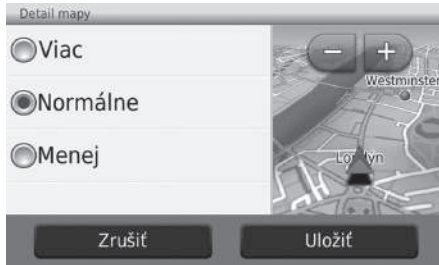 Detail mapy
Viac
Normálne
Menej
Westminster
Londýn
Zrušiť
Uložiť